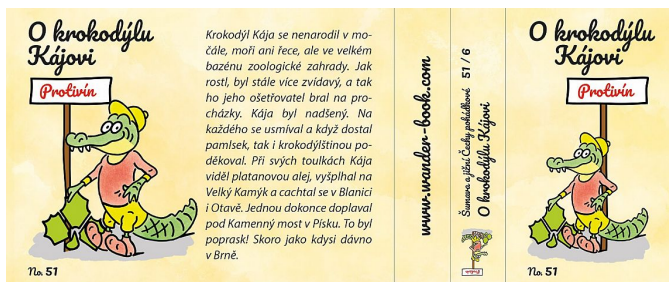 O krokodýlu
Kájovi
Protivín
No. 51
Krokodýl Kája se nenarodil v mo-
čále, moři ani řece, ale ve velkém
bazénu zoologické zahrady. Jak
rostl, byl stále více zvídavý, a tak
ho jeho ošetřovatel bral na pro-
cházky. Kája byl nadšený. Na
každého se usmíval a když dostal
pamlsek, tak i krokodýlštinou po-
děkoval. Při svých toulkách Kája
viděl platanovou alej, vyšplhal na
Velký Kamýk a cachtal se v Blanici
i Otavě. Jednou dokonce doplaval
pod Kamenný most v Písku. To byl
poprask! Skoro jako kdysi dávno
v Brně.
www.wander-book.com
Šumava a jižní Čechy pohádkové 51 / 6
O krokodýlu Kájovi
O krokodýlu
Kájovi
Protivín
No. 51